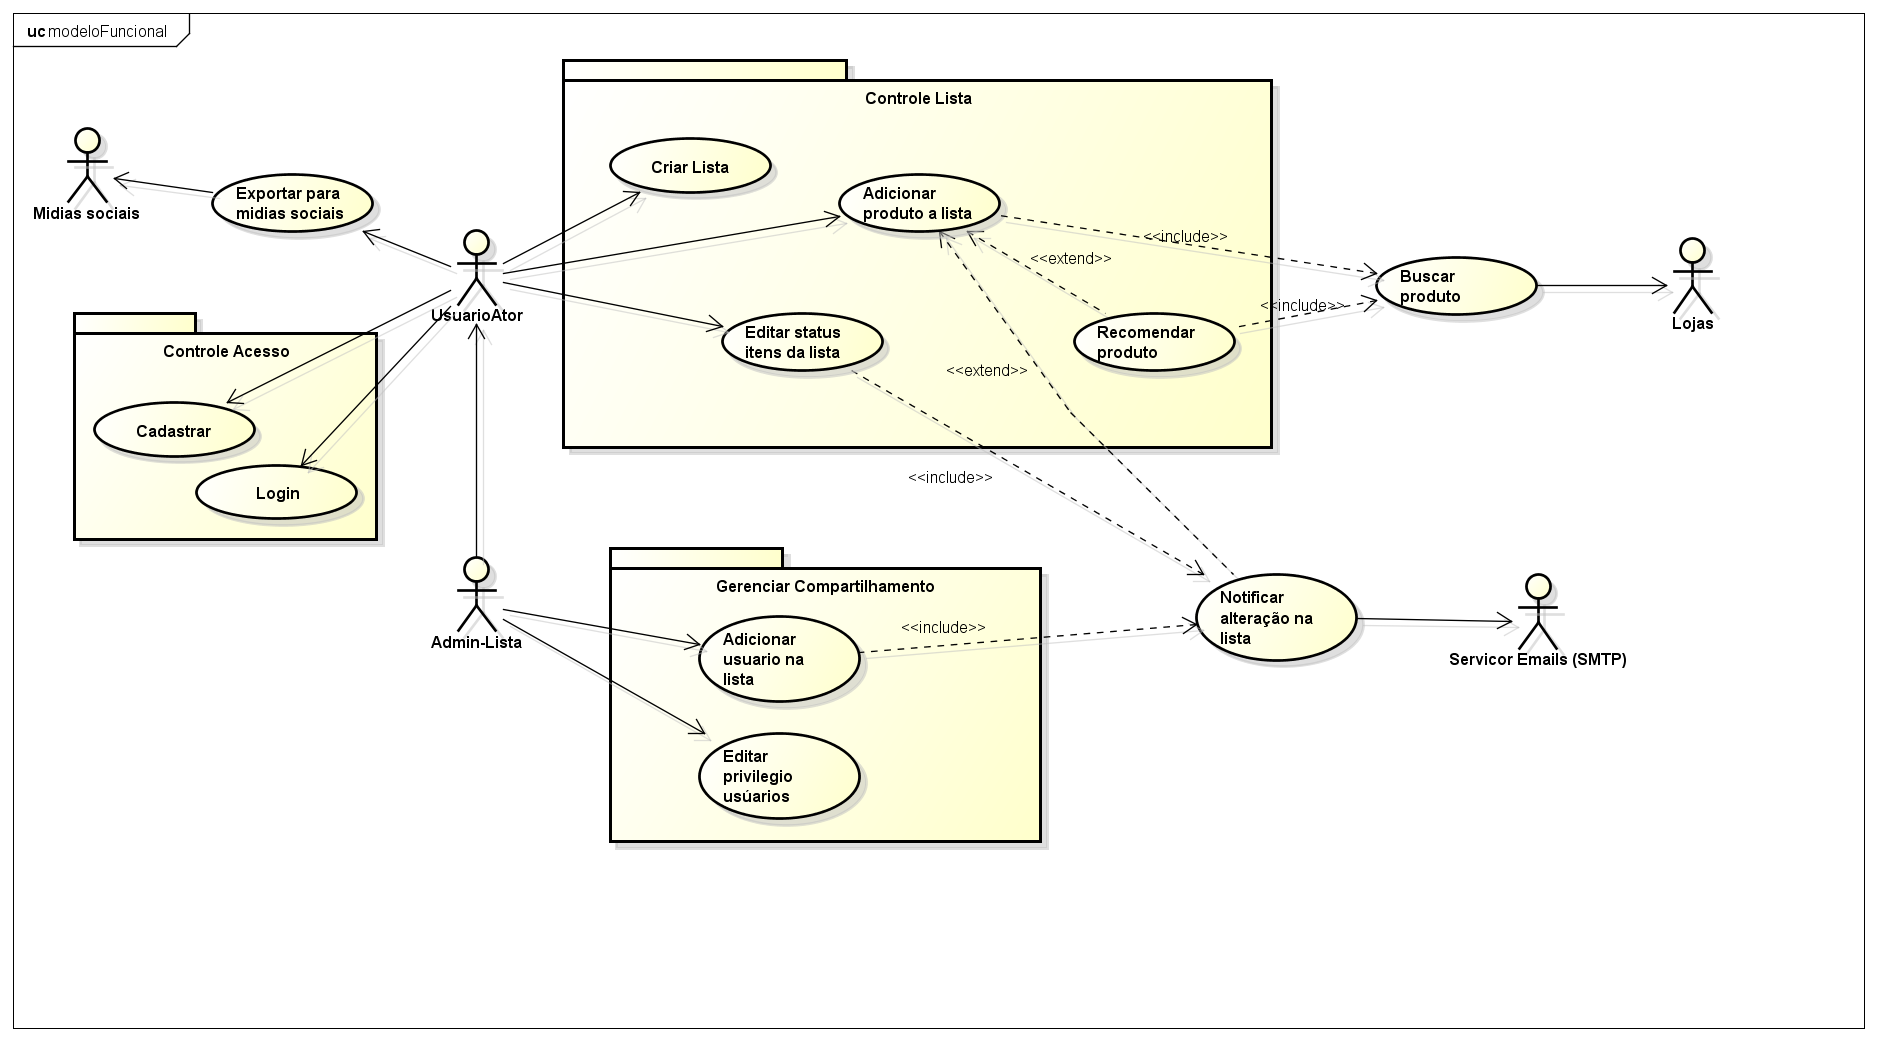 uc modeloFuncional
Controle Lista
Criar Lista
Adicionar
produto a lista
Exportar para
midias sociais
Midias sociais
<<include>>
<<extend>>
Buscar
produto
<<include>>
UsuarioAtor
Lojas
Editar status
itens da lista
Recomendar
produto
Controle Acesso
<<extend>>
Cadastrar
Login
<<include>>
Gerenciar Compartilhamento
Admin-Lista
Adicionar
usuario na
lista
<<include>>
Notificar
alteração na
lista
Servicor Emails (SMTP)
Editar
privilegio
usúarios